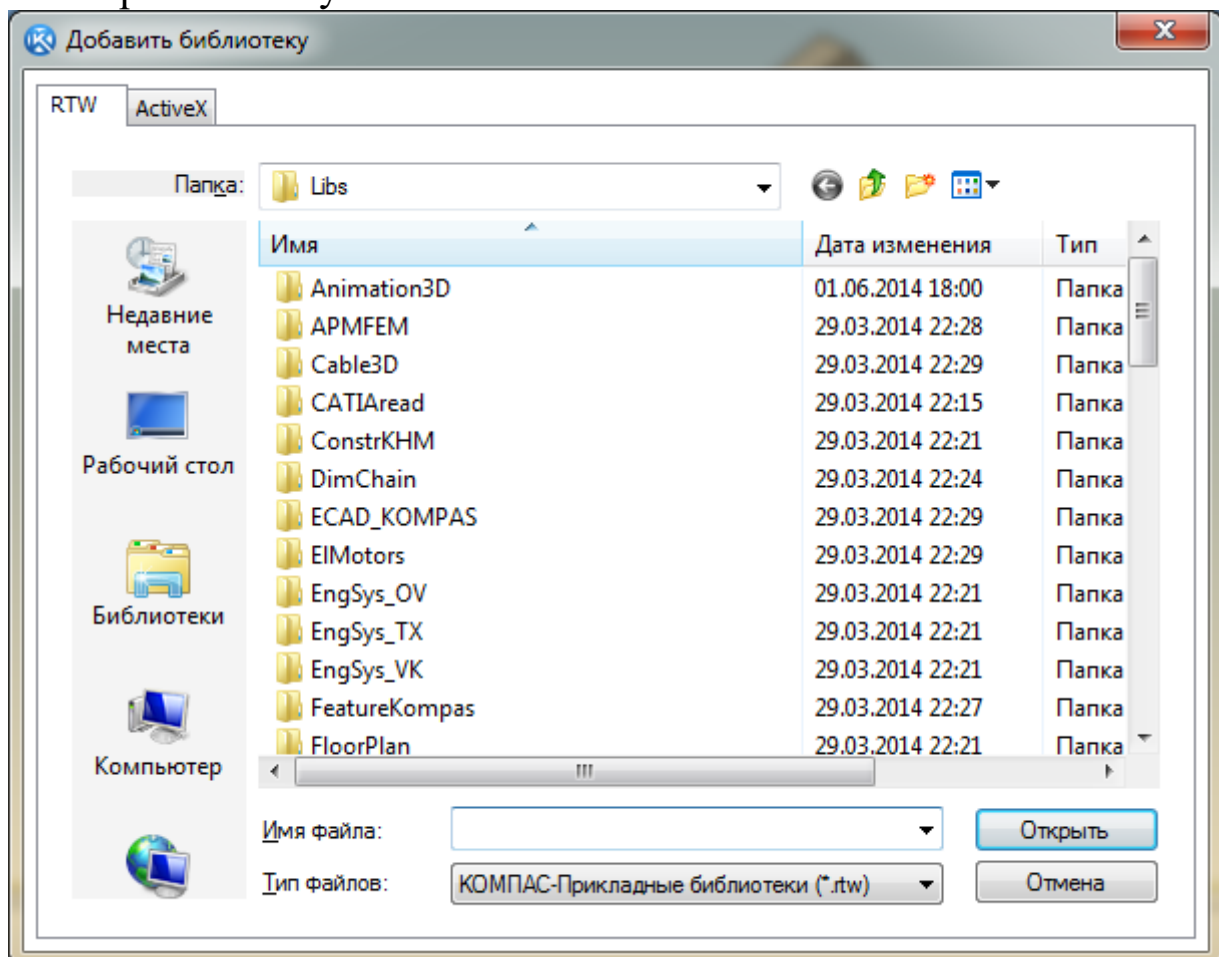 Добавить библиотеку
RTW ActiveX
Папка: Libs
Имя Дата изменения Тип
Animation3D 01.06.2014 18:00 Папка
APMFEM 29.03.2014 22:28 Папка
Cable3D 29.03.2014 22:29 Папка
CATIAread 29.03.2014 22:15 Папка
ConstrKHM 29.03.2014 22:21 Папка
DimChain 29.03.2014 22:24 Папка
ECAD_KOMPAS 29.03.2014 22:29 Папка
ElMotors 29.03.2014 22:29 Папка
EngSys_OV 29.03.2014 22:21 Папка
EngSys_TX 29.03.2014 22:21 Папка
EngSys_VK 29.03.2014 22:21 Папка
FeatureKompas 29.03.2014 22:27 Папка
FloorPlan 29.03.2014 22:21 Папка
Недавние
места
Рабочий стол
Библиотеки
Компьютер
Имя файла: Открыть
Тип файлов: КОМПАС-Прикладные библиотеки (*.rtw) Отмена